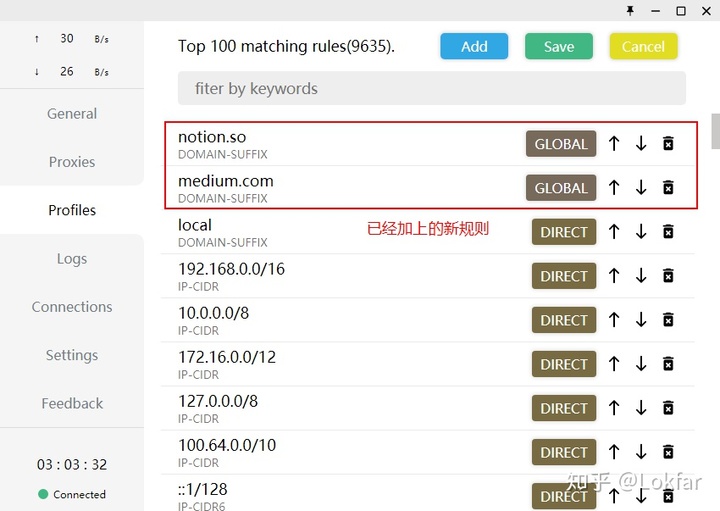 ↑ 30 B/s
↓ 26 B/s
General
Proxies
Profiles
Logs
Connections
Settings
Feedback
03 : 03 : 32
Connected
Top 100 matching rules(9635).
Add
Save
Cancel
fiter by keywords
notion.so
DOMAIN-SUFFIX
GLOBAL
medium.com
DOMAIN-SUFFIX
GLOBAL
local
DOMAIN-SUFFIX
已经加上的新规则
DIRECT
192.168.0.0/16
IP-CIDR
DIRECT
10.0.0.0/8
IP-CIDR
DIRECT
172.16.0.0/12
IP-CIDR
DIRECT
127.0.0.0/8
IP-CIDR
DIRECT
100.64.0.0/10
IP-CIDR
DIRECT
::1/128
IP-CIDR6
DIRECT
知乎 @Lokfar